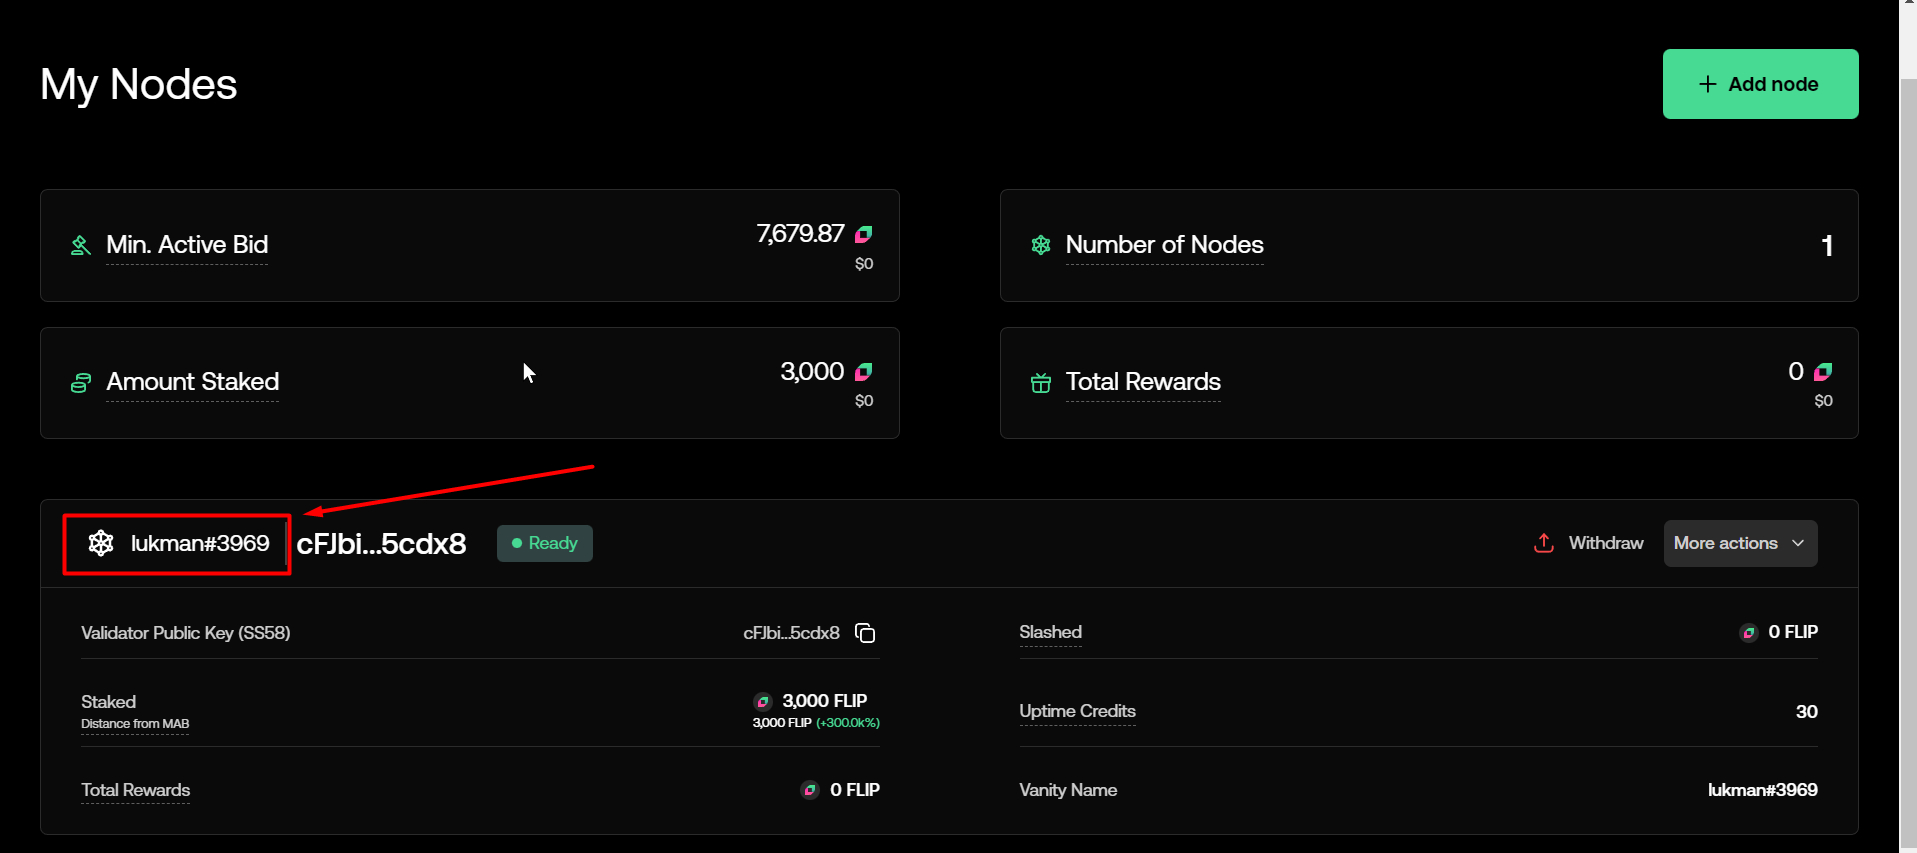 My Nodes
+ Add node
Min. Active Bid
7,679.87
$0
Number of Nodes
1
Amount Staked
3,000
$0
Total Rewards
0
$0
lukman#3969
cFJbi...5cdx8
Ready
Withdraw
More actions
Validator Public Key (SS58)
cFJbi...5cdx8
Slashed
0 FLIP
Staked
3,000 FLIP
Distance from MAB
3,000 FLIP (+300.0k%)
Uptime Credits
30
Total Rewards
0 FLIP
Vanity Name
lukman#3969